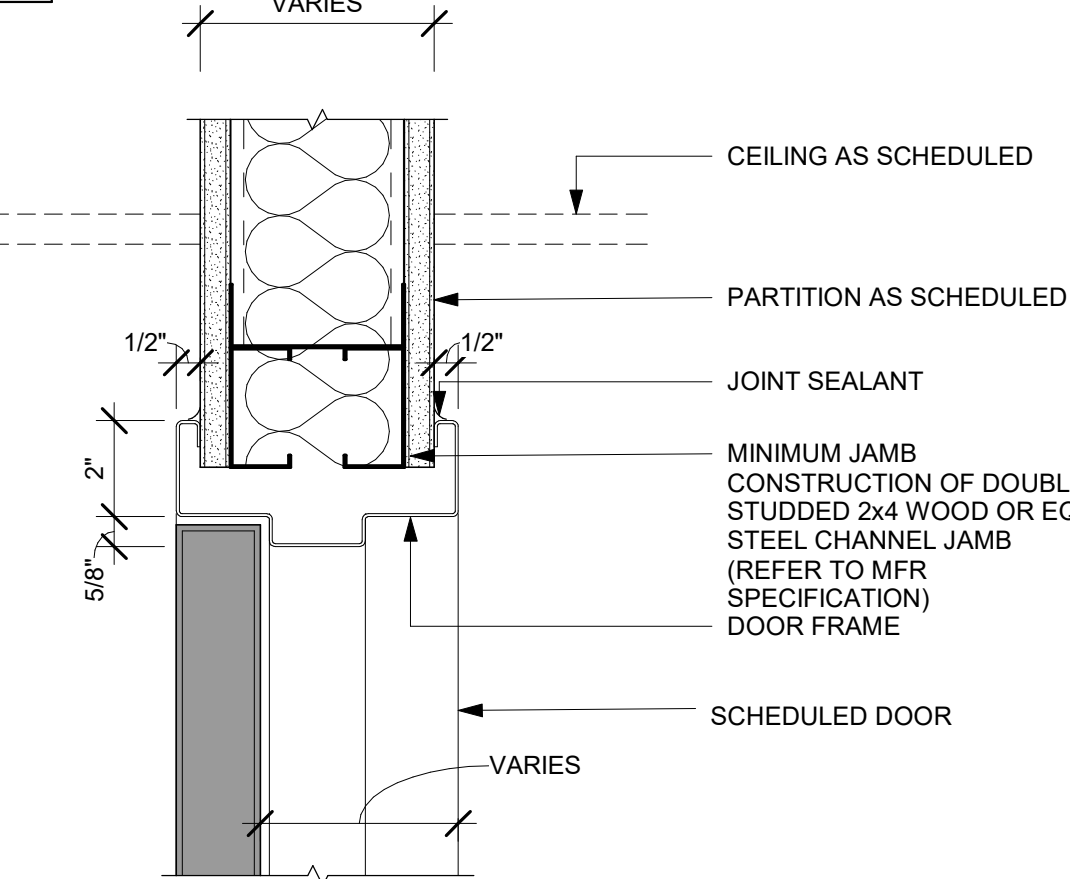 VARIES
CEILING AS SCHEDULED
PARTITION AS SCHEDULED
1/2"
1/2"
JOINT SEALANT
2"
MINIMUM JAMB
CONSTRUCTION OF DOUBL
STUDDED 2x4 WOOD OR EQ
STEEL CHANNEL JAMB
(REFER TO MFR
SPECIFICATION)
5/8"
DOOR FRAME
SCHEDULED DOOR
VARIES